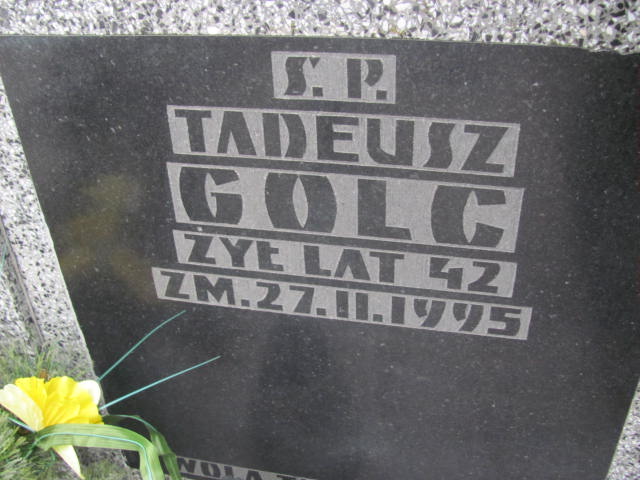 Ś. P.
TADEUSZ
GOLC
ŻYŁ LAT 42
ZM. 27.11.1995